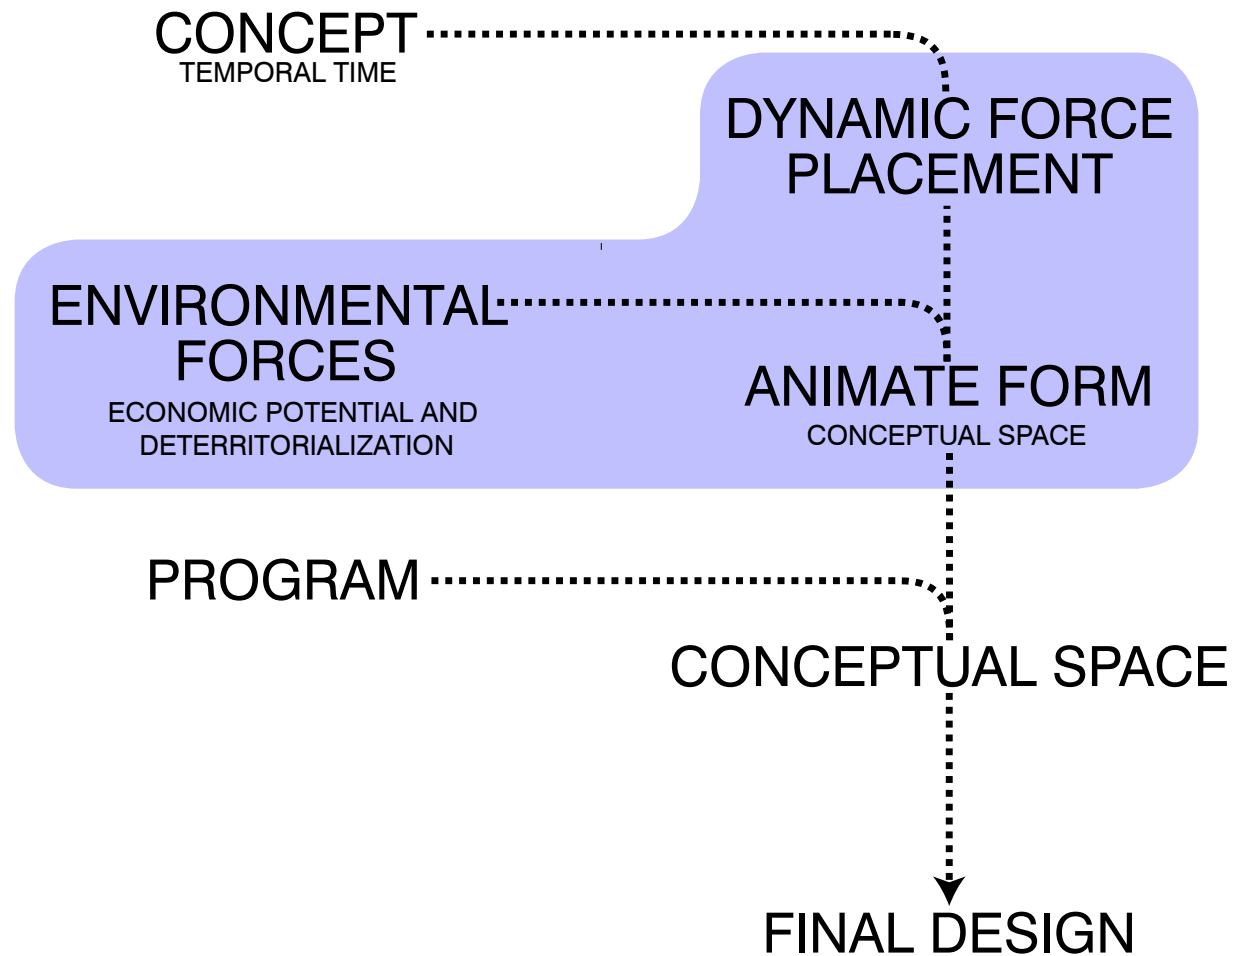 CONCEPT
TEMPORAL TIME
DYNAMIC FORCE
PLACEMENT
ENVIRONMENTAL
FORCES
ECONOMIC POTENTIAL AND
DETERRITORIALIZATION
ANIMATE FORM
CONCEPTUAL SPACE
PROGRAM
CONCEPTUAL SPACE
FINAL DESIGN